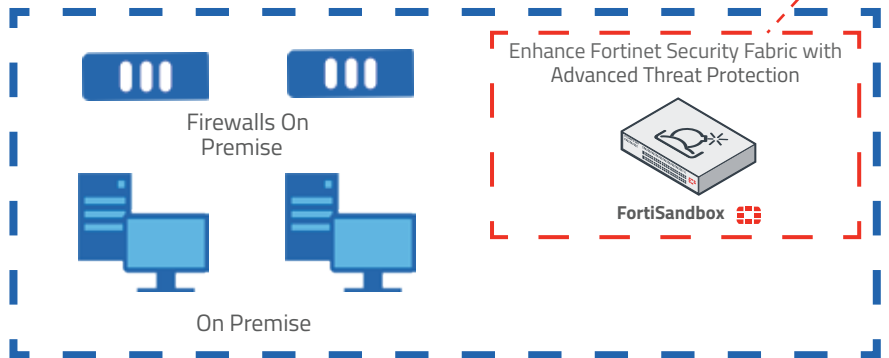 Enhance Fortinet Security Fabric with
Advanced Threat Protection
Firewalls On
Premise
FortiSandbox
On Premise